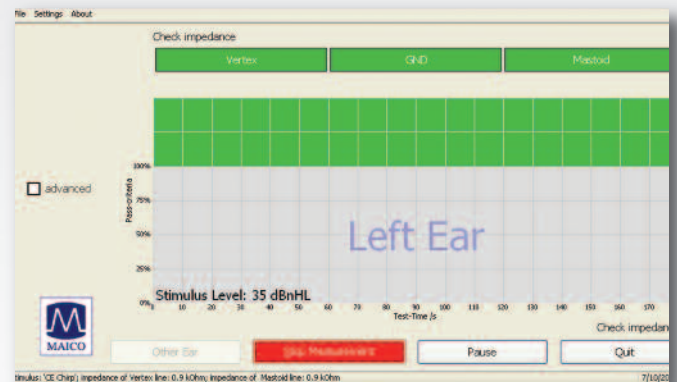 File Settings About
Check impedance
Vertex GND Mastoid
advanced
Pass-criteria
100%
75%
50%
25%
0%
Left Ear
Stimulus Level: 35 dBnHL
10 20 30 40 50 60 70 80 90 100 110 120 130 140 150 160 170
Test-Time /s
Check impedan
MAICO
Other Ear Stop Measurement Pause Quit
timulus: 'CE Chirp'; impedance of Vertex line: 0.9 kOhm; impedance of Mastoid line: 0.9 kOhm 7/10/20